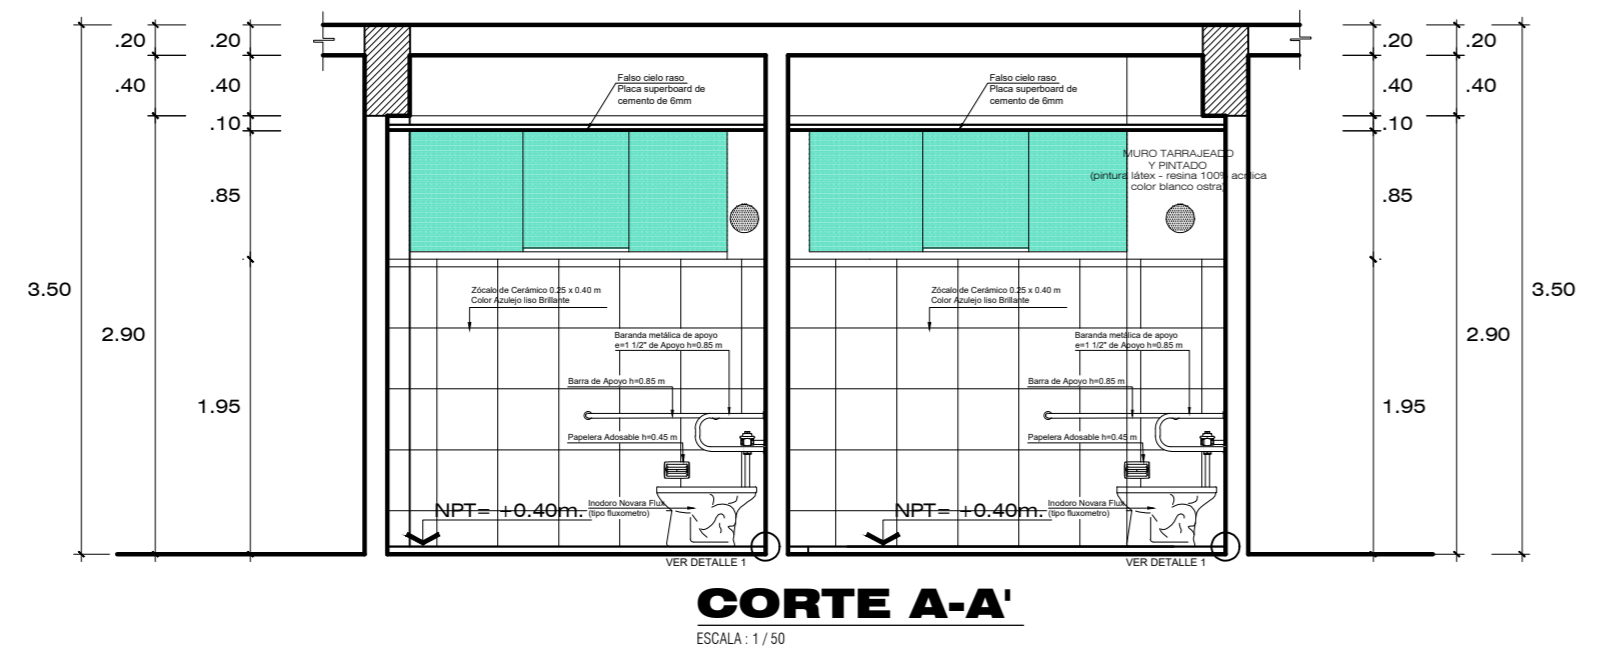 .20
.20
.20
.20
.40
.40
.40
.40
.10
.10
.85
.85
3.50
2.90
3.50
2.90
1.95
1.95
Falso cielo raso
Placa superboard de
cemento de 6mm
Falso cielo raso
Placa superboard de
cemento de 6mm
MURO TARRAJEADO
Y PINTADO
(pintura látex - resina 100% acrílica
color blanco ostra)
Zócalo de Cerámico 0.25 x 0.40 m
Color Azulejo liso Brillante
Baranda metálica de apoyo
e=1 1/2" de Apoyo h=0.85 m
Barra de Apoyo h=0.85 m
Papelera Adosable h=0.45 m
Inodoro Novara Flux
(tipo fluxometro)
NPT= +0.40m.
VER DETALLE 1
Zócalo de Cerámico 0.25 x 0.40 m
Color Azulejo liso Brillante
Baranda metálica de apoyo
e=1 1/2" de Apoyo h=0.85 m
Barra de Apoyo h=0.85 m
Papelera Adosable h=0.45 m
Inodoro Novara Flux
(tipo fluxometro)
NPT= +0.40m.
VER DETALLE 1
CORTE A-A'
ESCALA : 1 / 50